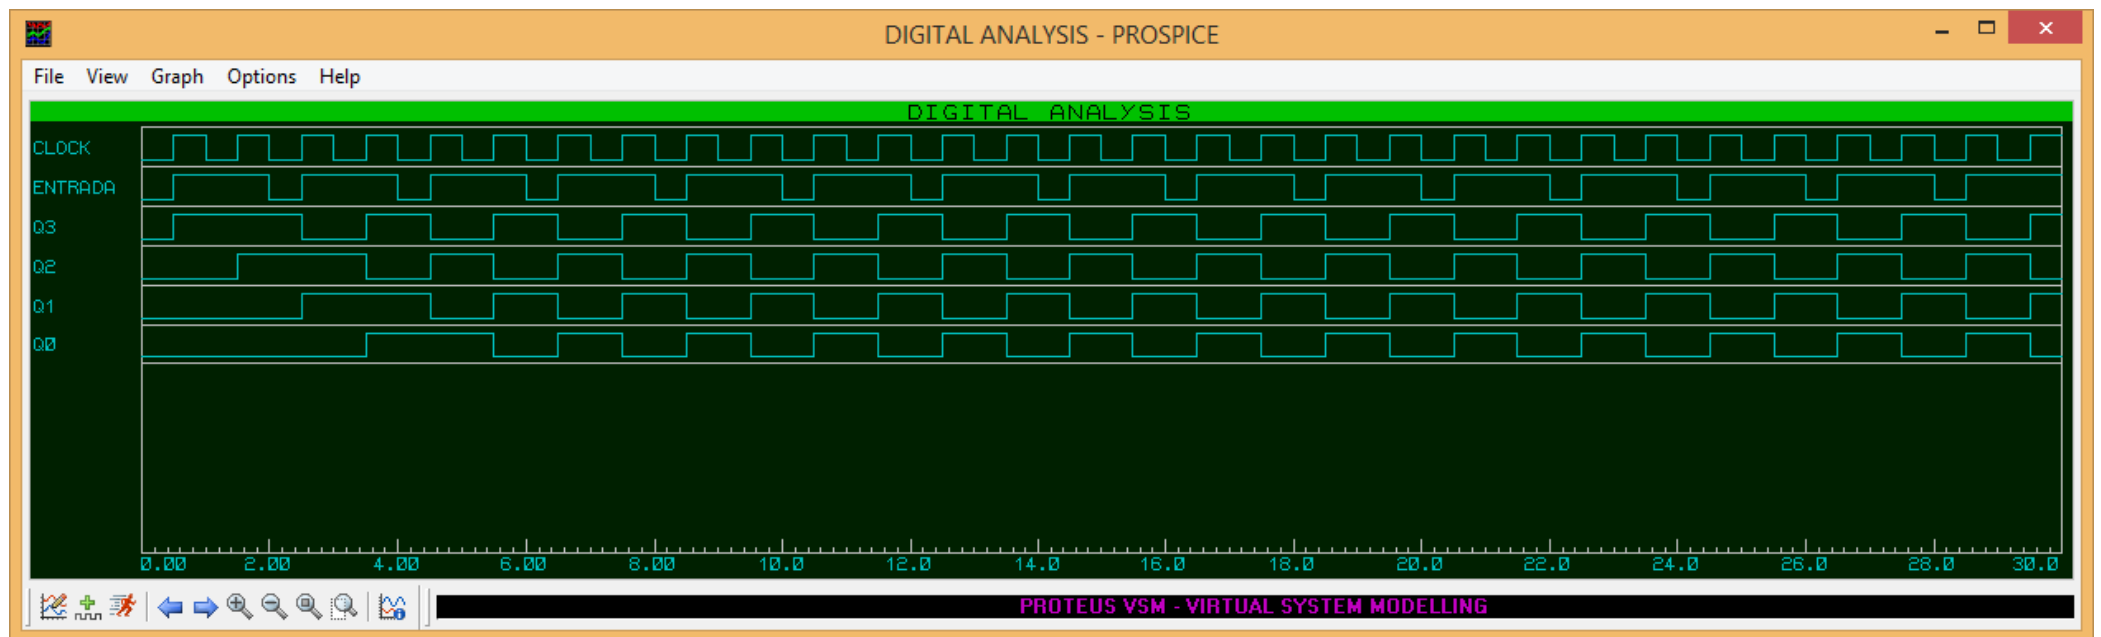 DIGITAL ANALYSIS - PROSPICE
File View Graph Options Help
DIGITAL ANALYSIS
CLOCK
ENTRADA
Q3
Q2
Q1
Q0
0.00 2.00 4.00 6.00 8.00 10.0 12.0 14.0 16.0 18.0 20.0 22.0 24.0 26.0 28.0 30.0
PROTEUS VSM - VIRTUAL SYSTEM MODELLING